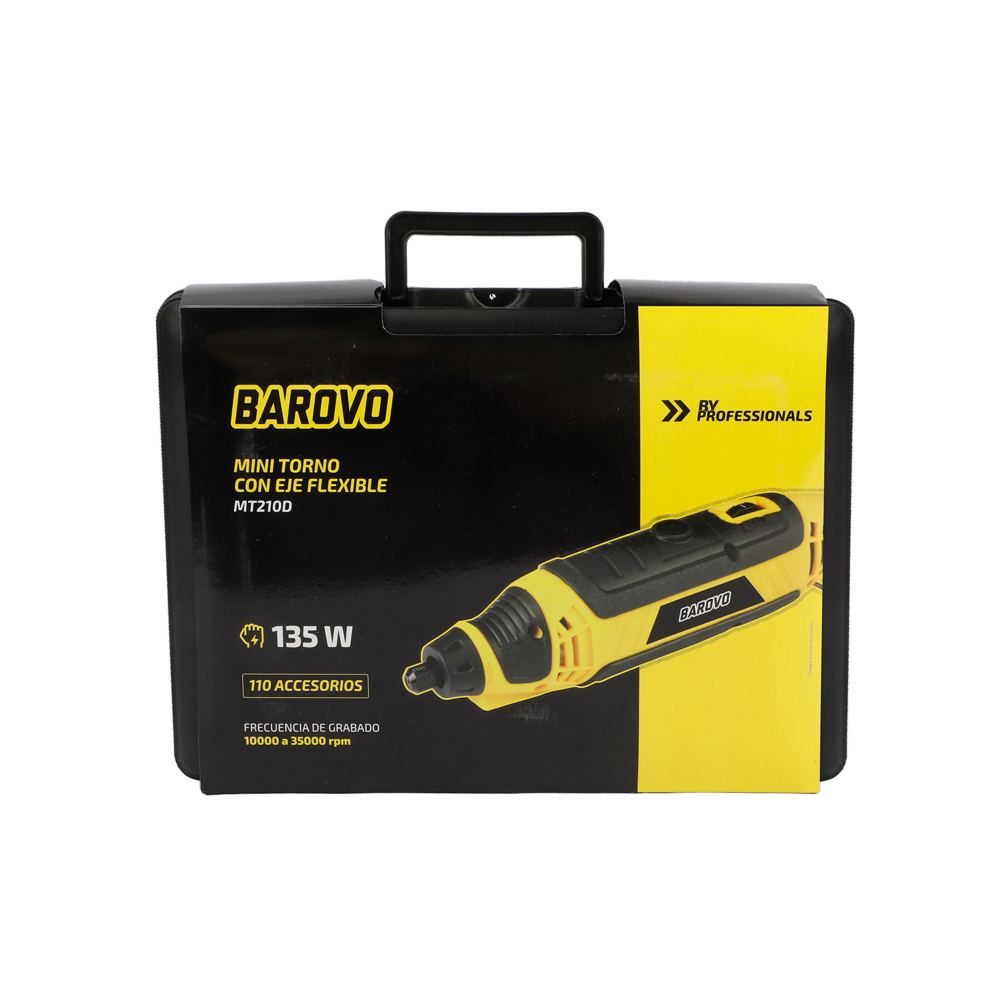 BAROVO
MINI TORNO
CON EJE FLEXIBLE
MT210D
BY
PROFESSIONALS
BAROVO
135 W
110 ACCESORIOS
FRECUENCIA DE GRABADO
10000 a 35000 rpm